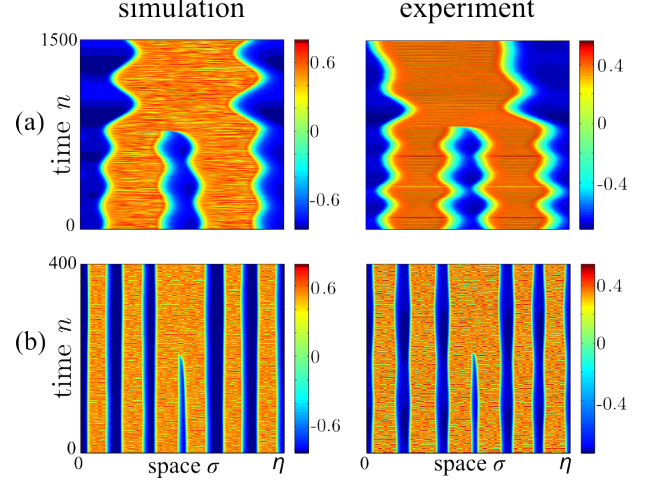 simulation experiment
1500
0.6
0
-0.6
0
time n
(a)
0.4
0
-0.4
400
0.6
0
-0.6
0
time n
(b)
0.4
0
-0.4
0 space σ η
0 space σ η